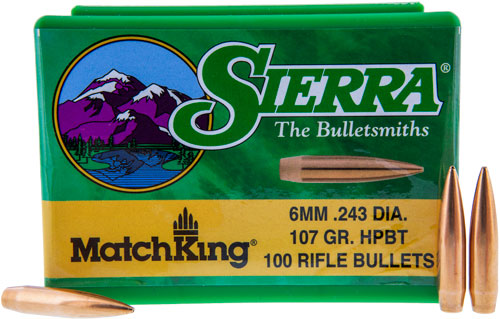 SIERRA®
The Bulletsmiths
6MM .243 DIA.
MatchKing®
107 GR. HPBT
100 RIFLE BULLETS